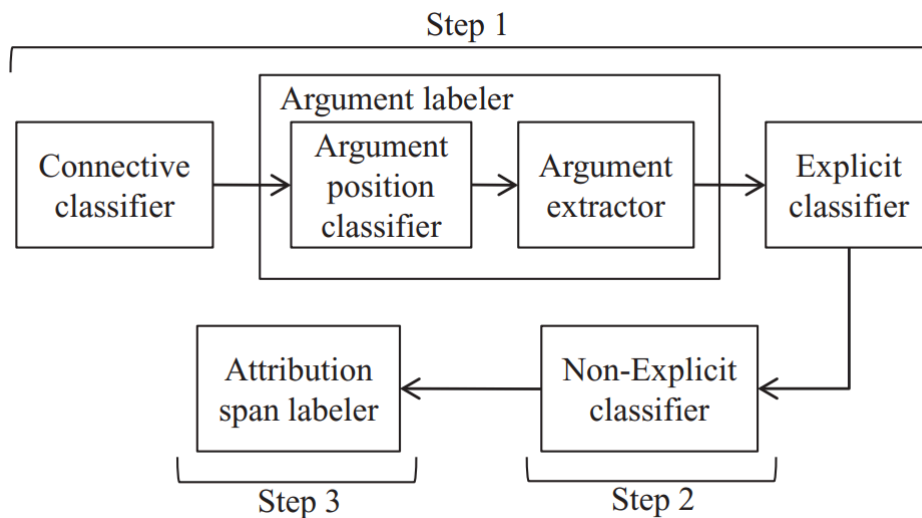 Step 1
Argument labeler
Connective
classifier
Argument
position
classifier
Argument
extractor
Explicit
classifier
Attribution
span labeler
Non-Explicit
classifier
Step 3
Step 2